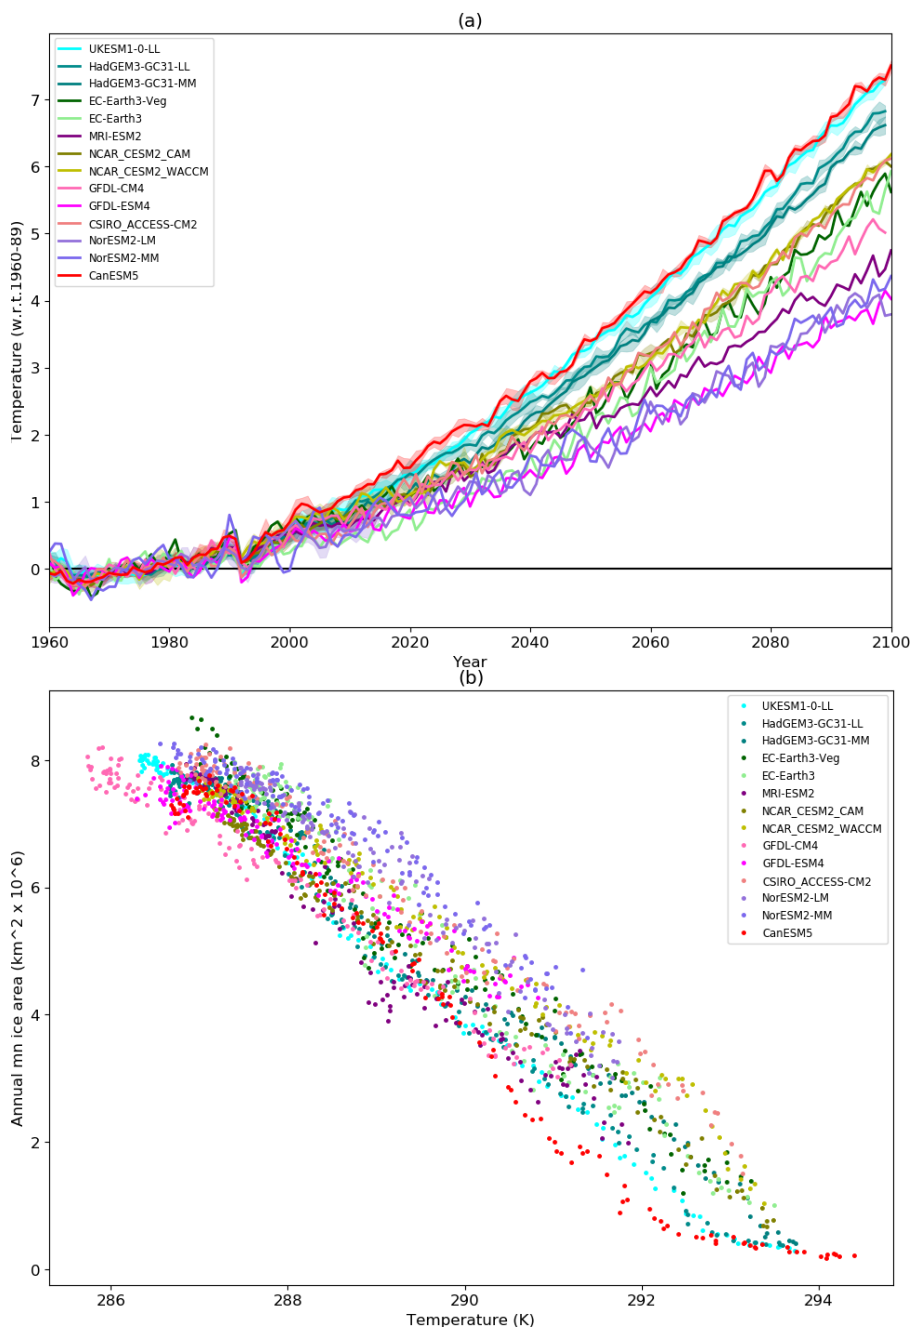 (a)
UKESM1-0-LL
HadGEM3-GC31-LL
HadGEM3-GC31-MM
EC-Earth3-Veg
EC-Earth3
MRI-ESM2
NCAR_CESM2_CAM
NCAR_CESM2_WACCM
GFDL-CM4
GFDL-ESM4
CSIRO_ACCESS-CM2
NorESM2-LM
NorESM2-MM
CanESM5
Temperature (w.r.t.1960-89)
7
6
5
4
3
2
1
0
1960 1980 2000 2020 2040 2060 2080 2100
Year
(b)
UKESM1-0-LL
HadGEM3-GC31-LL
HadGEM3-GC31-MM
EC-Earth3-Veg
EC-Earth3
MRI-ESM2
NCAR_CESM2_CAM
NCAR_CESM2_WACCM
GFDL-CM4
GFDL-ESM4
CSIRO_ACCESS-CM2
NorESM2-LM
NorESM2-MM
CanESM5
Annual mn ice area (km^2 x 10^6)
8
6
4
2
0
286 288 290 292 294
Temperature (K)